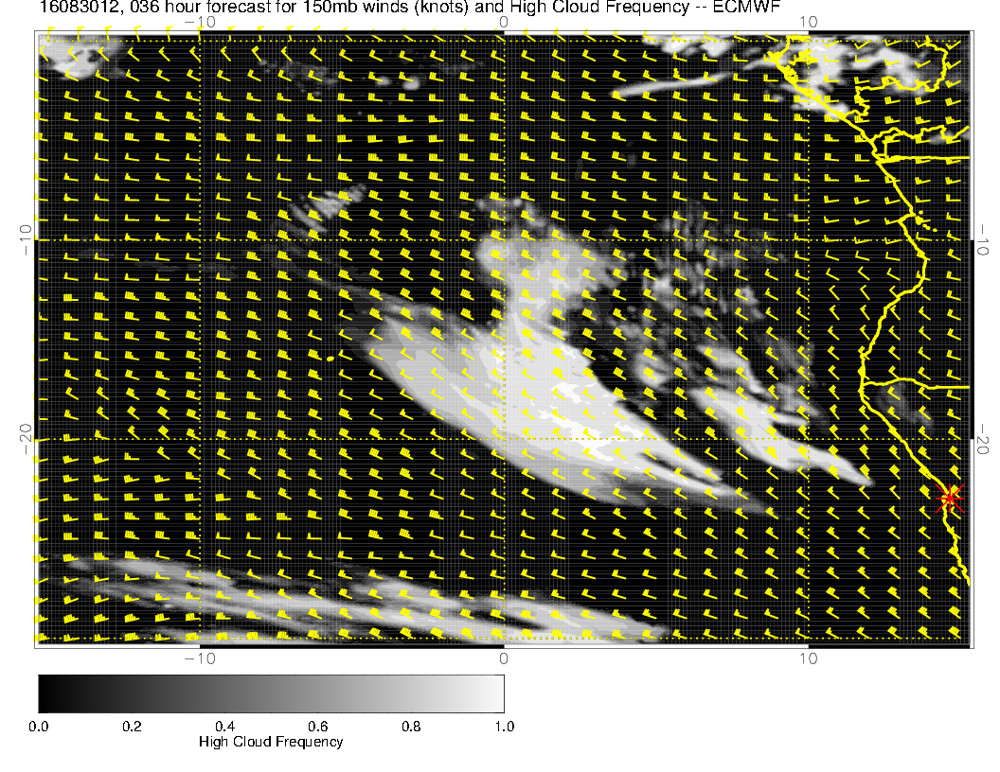 16083012, 036 hour forecast for 150mb winds (knots) and High Cloud Frequency -- ECMWF
-10 0 10
-10 -10
-20 -20
-10 0 10
0.0 0.2 0.4 0.6 0.8 1.0
High Cloud Frequency